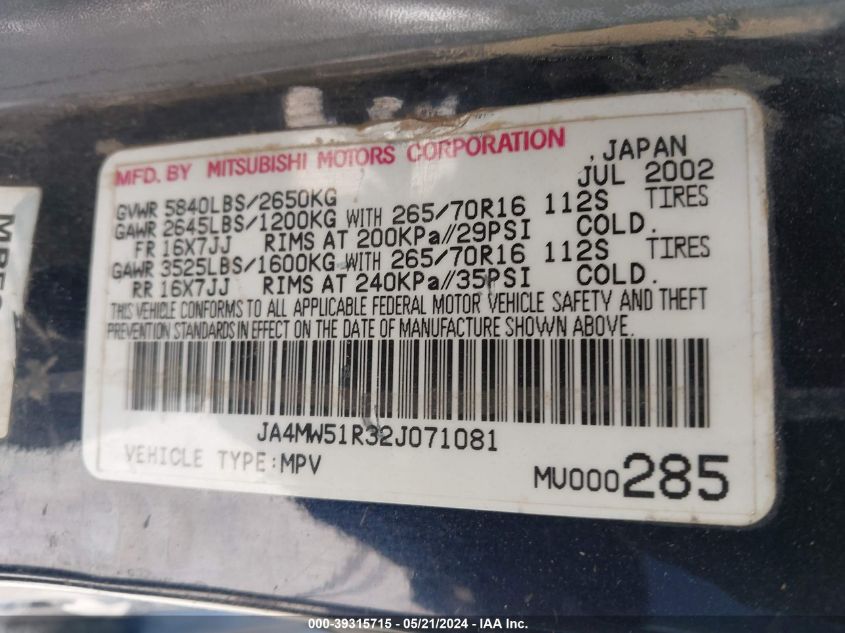 MFD. BY MITSUBISHI MOTORS CORPORATION , JAPAN
JUL 2002
GVWR 5840LBS/2650KG
GAWR 2645LBS/1200KG WITH 265/70R16 112S TIRES
FR 16X7JJ RIMS AT 200KPa//29PSI COLD.
GAWR 3525LBS/1600KG WITH 265/70R16 112S TIRES
RR 16X7JJ RIMS AT 240KPa//35PSI COLD.
THIS VEHICLE CONFORMS TO ALL APPLICABLE FEDERAL MOTOR VEHICLE SAFETY AND THEFT
PREVENTION STANDARDS IN EFFECT ON THE DATE OF MANUFACTURE SHOWN ABOVE.
JA4MW51R32J071081
VEHICLE TYPE:MPV
MU000285
000-39315715 - 05/21/2024 - IAA Inc.